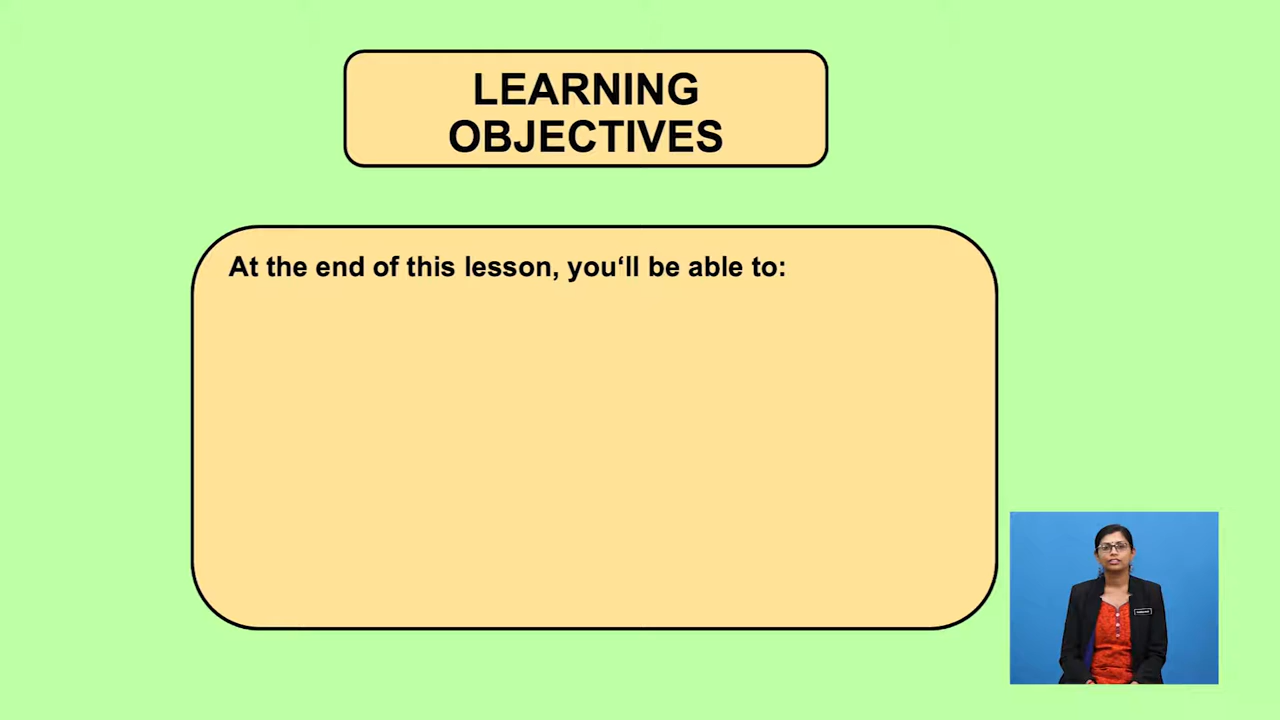 LEARNING
OBJECTIVES
At the end of this lesson, you‘ll be able to: